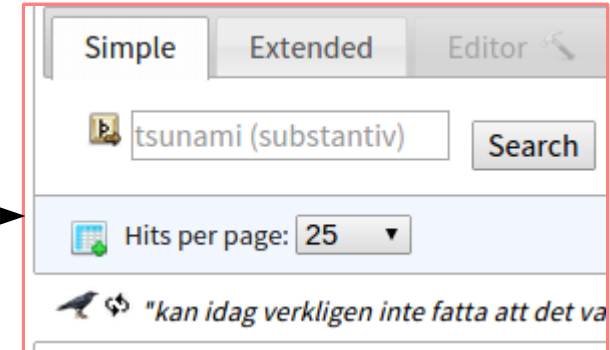 Simple Extended Editor
tsunami (substantiv) Search
Hits per page: 25
"kan idag verkligen inte fatta att det va